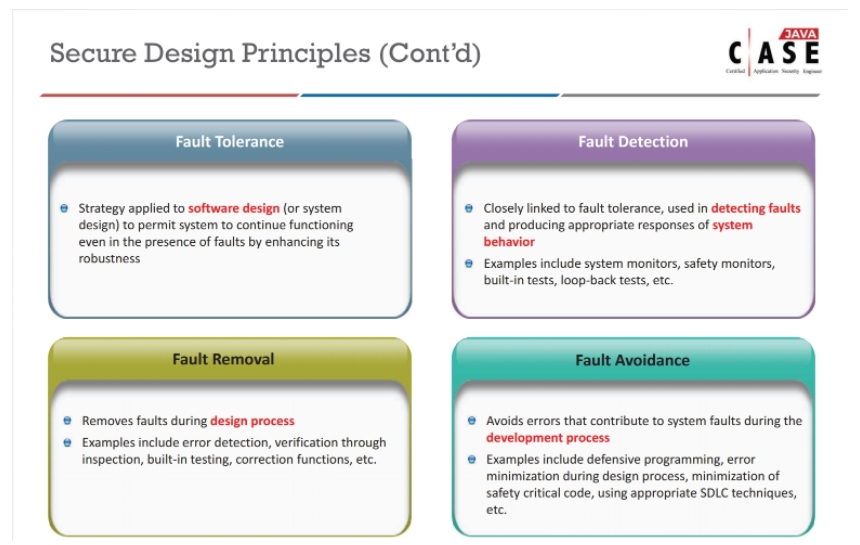 Secure Design Principles (Cont'd)
JAVA
CASE
Certified Application Security Engineer
Fault Tolerance
Strategy applied to software design (or system
design) to permit system to continue functioning
even in the presence of faults by enhancing its
robustness
Fault Detection
Closely linked to fault tolerance, used in detecting faults
and producing appropriate responses of system
behavior
Examples include system monitors, safety monitors,
built-in tests, loop-back tests, etc.
Fault Removal
Removes faults during design process
Examples include error detection, verification through
inspection, built-in testing, correction functions, etc.
Fault Avoidance
Avoids errors that contribute to system faults during the
development process
Examples include defensive programming, error
minimization during design process, minimization of
safety critical code, using appropriate SDLC techniques,
etc.